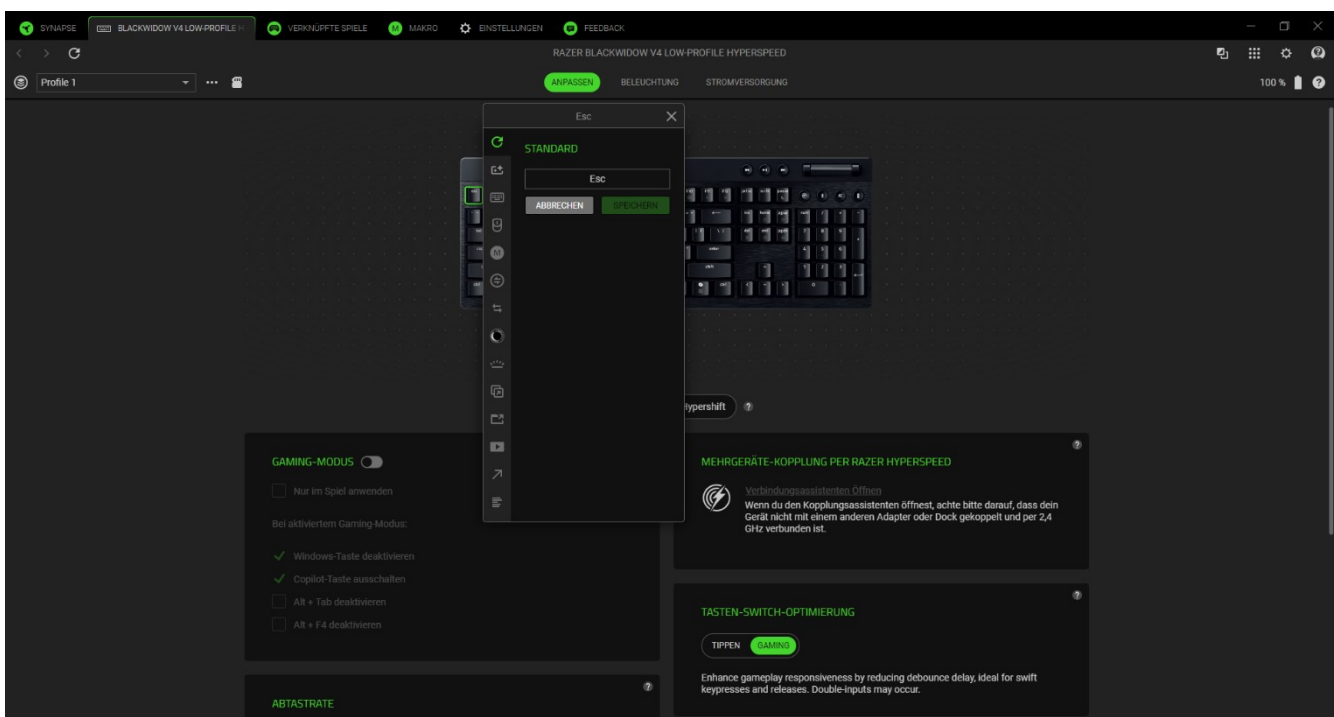 SYNAPSE
BLACKWIDOW V4 LOW-PROFILE H
VERKNÜPFTE SPIELE
MAKRO
EINSTELLUNGEN
FEEDBACK
RAZER BLACKWIDOW V4 LOW-PROFILE HYPERSPEED
Profile 1
ANPASSEN
BELEUCHTUNG
STROMVERSORGUNG
100 %
Esc
STANDARD
Esc
ABBRECHEN
SPEICHERN
Hypershift
GAMING-MODUS
Nur im Spiel anwenden
Bei aktiviertem Gaming-Modus:
Windows-Taste deaktivieren
Copilot-Taste ausschalten
Alt + Tab deaktivieren
Alt + F4 deaktivieren
ABTASTRATE
MEHRGERÄTE-KOPPLUNG PER RAZER HYPERSPEED
Verbindungsassistenten Öffnen
Wenn du den Kopplungsassistenten öffnest, achte bitte darauf, dass dein
Gerät nicht mit einem anderen Adapter oder Dock gekoppelt und per 2,4
GHz verbunden ist.
TASTEN-SWITCH-OPTIMIERUNG
TIPPEN
GAMING
Enhance gameplay responsiveness by reducing debounce delay, ideal for swift
keypresses and releases. Double-inputs may occur.